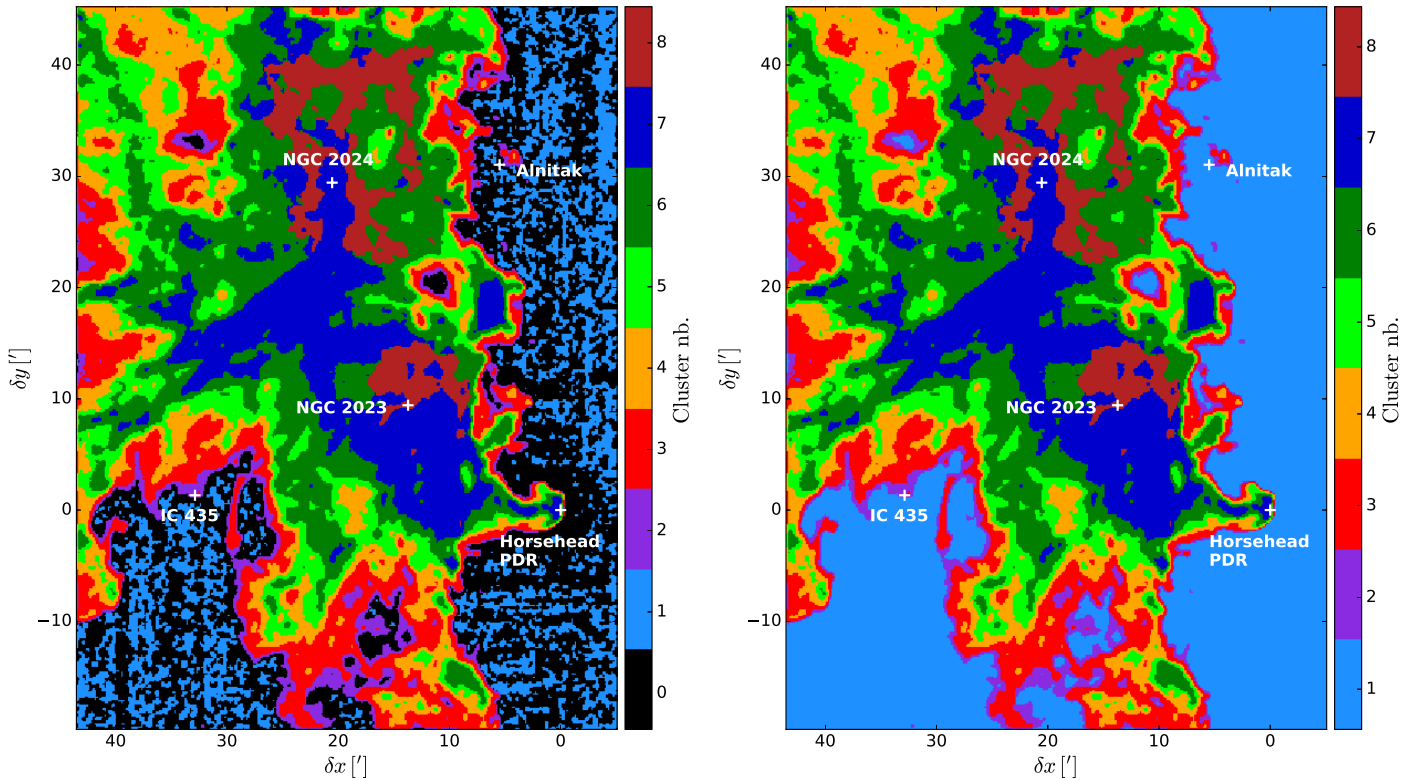 40
30
20
10
0
−10
δy [′]
40
30
20
10
0
δx [′]
NGC 2024
Alnitak
NGC 2023
IC 435
Horsehead
PDR
8
7
6
5
4
3
2
1
0
Cluster nb.
40
30
20
10
0
−10
δy [′]
40
30
20
10
0
δx [′]
NGC 2024
Alnitak
NGC 2023
IC 435
Horsehead
PDR
8
7
6
5
4
3
2
1
Cluster nb.